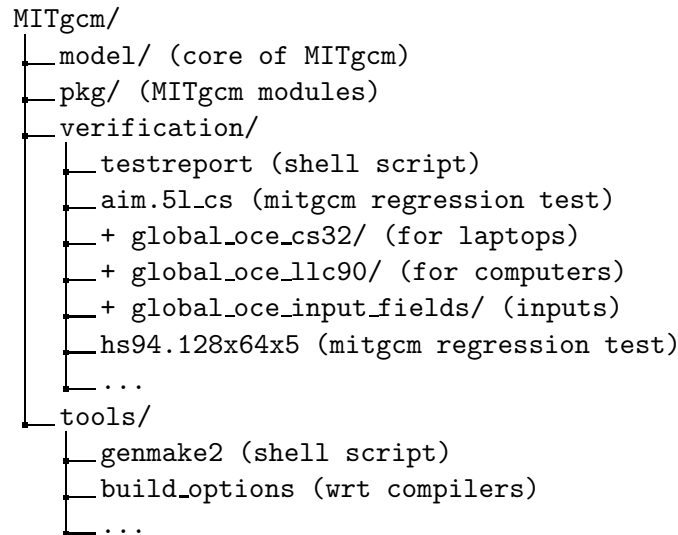 MITgcm/
model/ (core of MITgcm)
pkg/ (MITgcm modules)
verification/
testreport (shell script)
aim.5l_cs (mitgcm regression test)
+ global_oce_cs32/ (for laptops)
+ global_oce_llc90/ (for computers)
+ global_oce_input_fields/ (inputs)
hs94.128x64x5 (mitgcm regression test)
...
tools/
genmake2 (shell script)
build_options (wrt compilers)
...